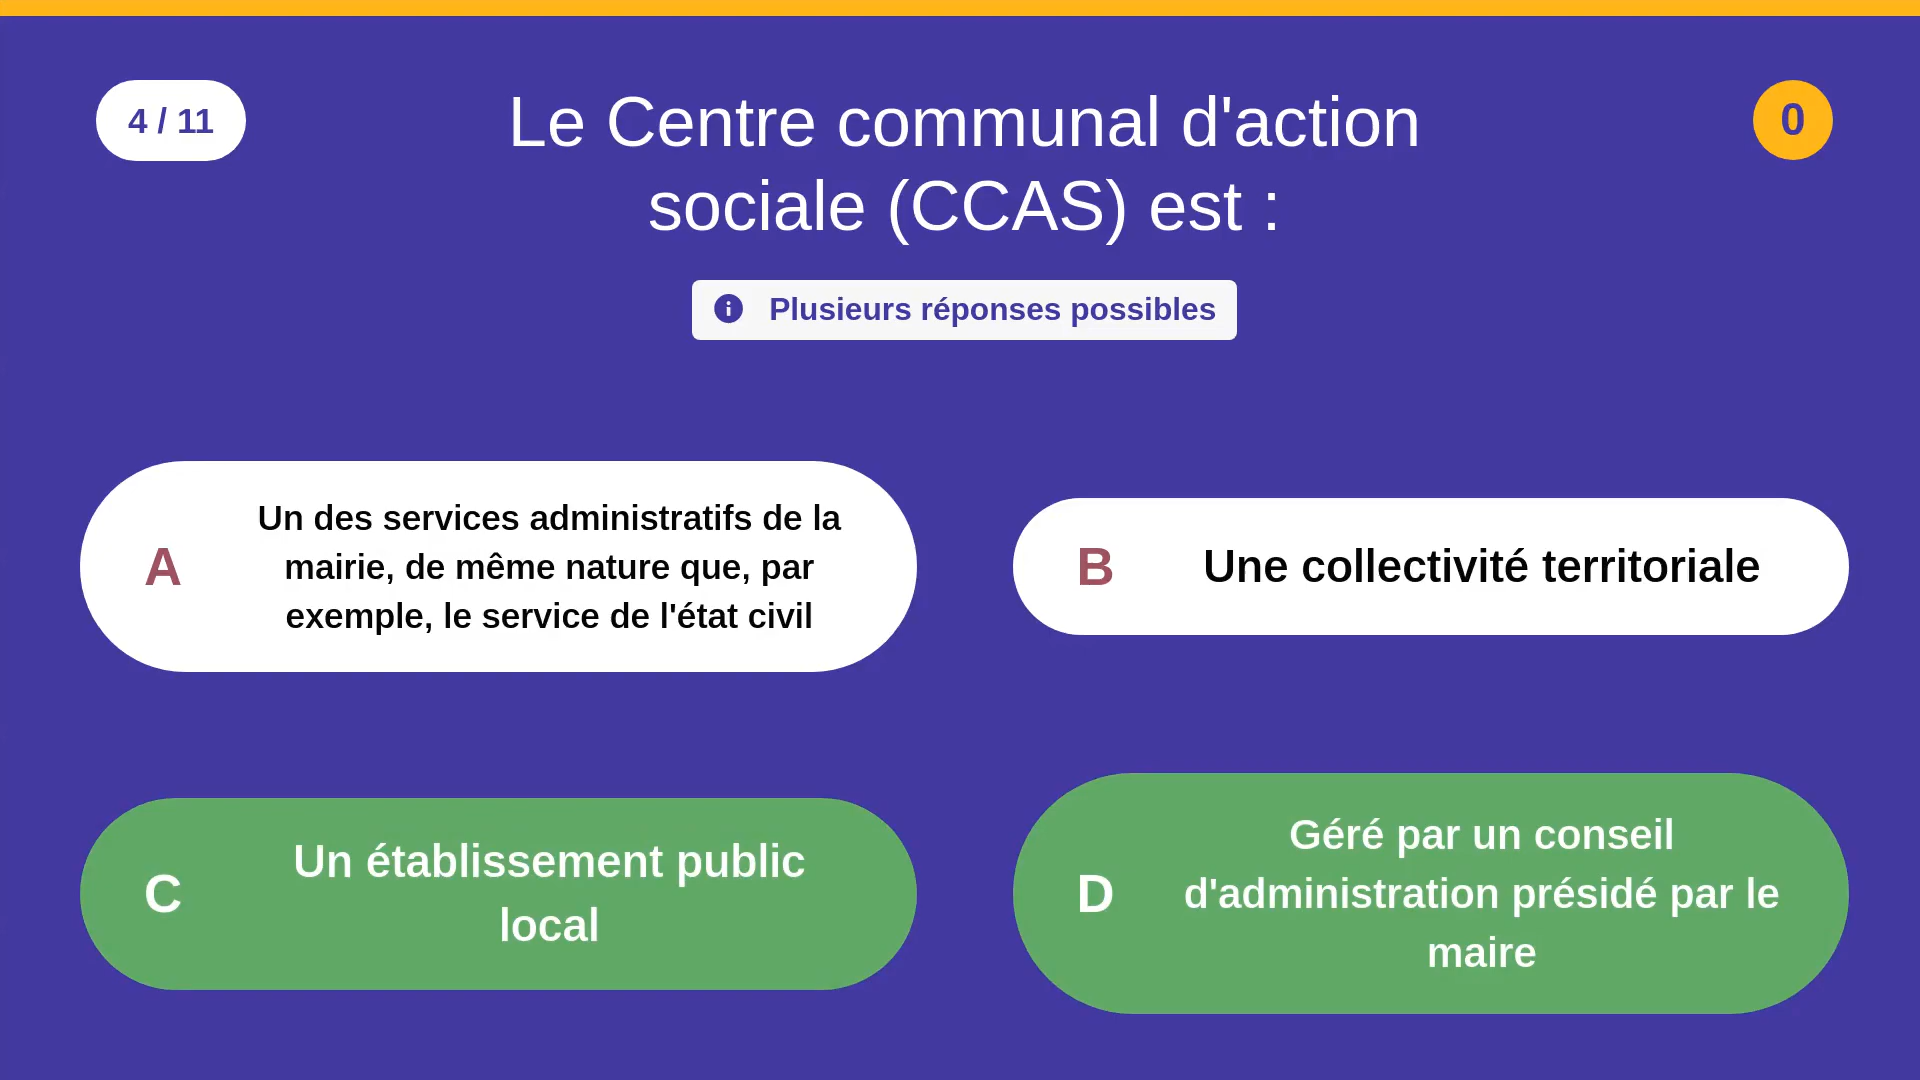 4 / 11
Le Centre communal d'action
sociale (CCAS) est :
0
Plusieurs réponses possibles
A
Un des services administratifs de la
mairie, de même nature que, par
exemple, le service de l'état civil
B
Une collectivité territoriale
C
Un établissement public
local
D
Géré par un conseil
d'administration présidé par le
maire